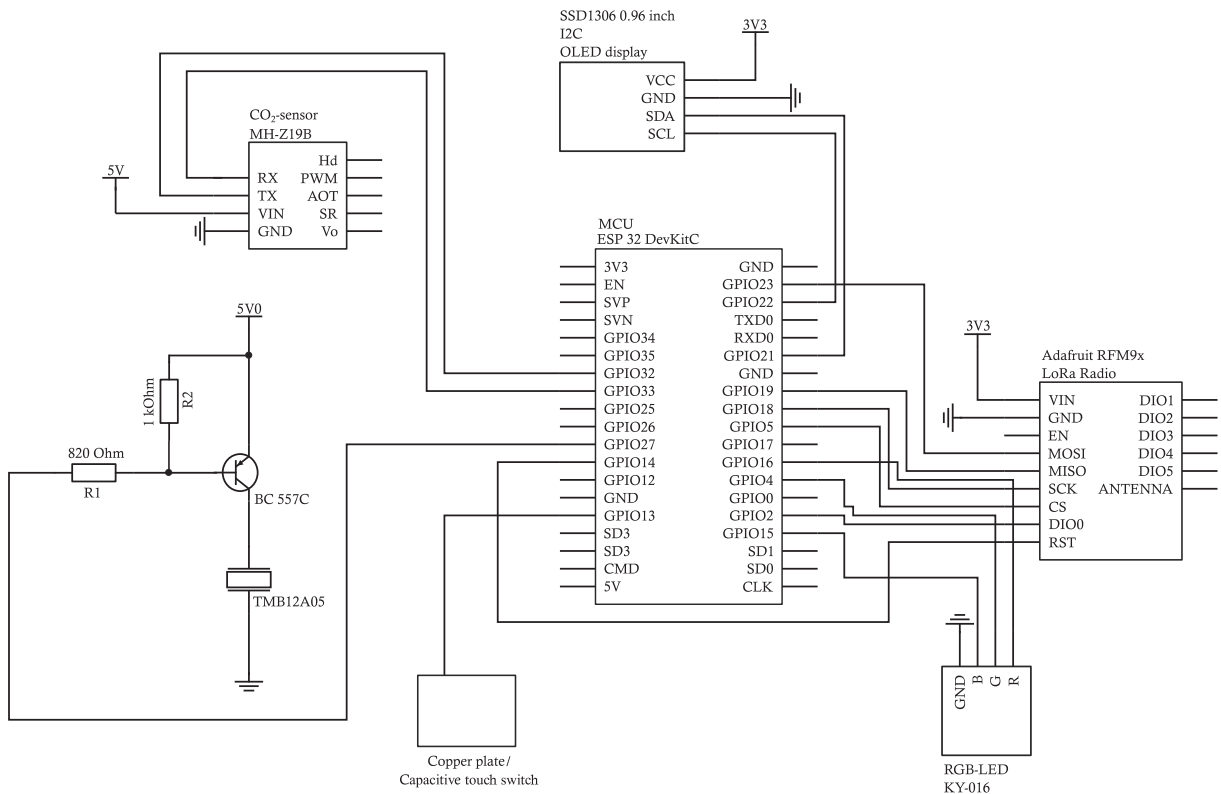 SSD1306 0.96 inch
I2C
OLED display
3V3
VCC
GND
SDA
SCL
CO₂-sensor
MH-Z19B
5V
RX
TX
VIN
GND
Hd
PWM
AOT
SR
Vo
MCU
ESP 32 DevKitC
3V3
EN
SVP
SVN
GPIO34
GPIO35
GPIO32
GPIO33
GPIO25
GPIO26
GPIO27
GPIO14
GPIO12
GND
GPIO13
SD3
SD3
CMD
5V
GND
GPIO23
GPIO22
TXD0
RXD0
GPIO21
GND
GPIO19
GPIO18
GPIO5
GPIO17
GPIO16
GPIO4
GPIO0
GPIO2
GPIO15
SD1
SD0
CLK
3V3
Adafruit RFM9x
LoRa Radio
VIN
GND
EN
MOSI
MISO
SCK
CS
DIO0
RST
DIO1
DIO2
DIO3
DIO4
DIO5
ANTENNA
5V0
1 kOhm
R2
820 Ohm
R1
BC 557C
TMB12A05
Copper plate/
Capacitive touch switch
GND
B
G
R
RGB-LED
KY-016